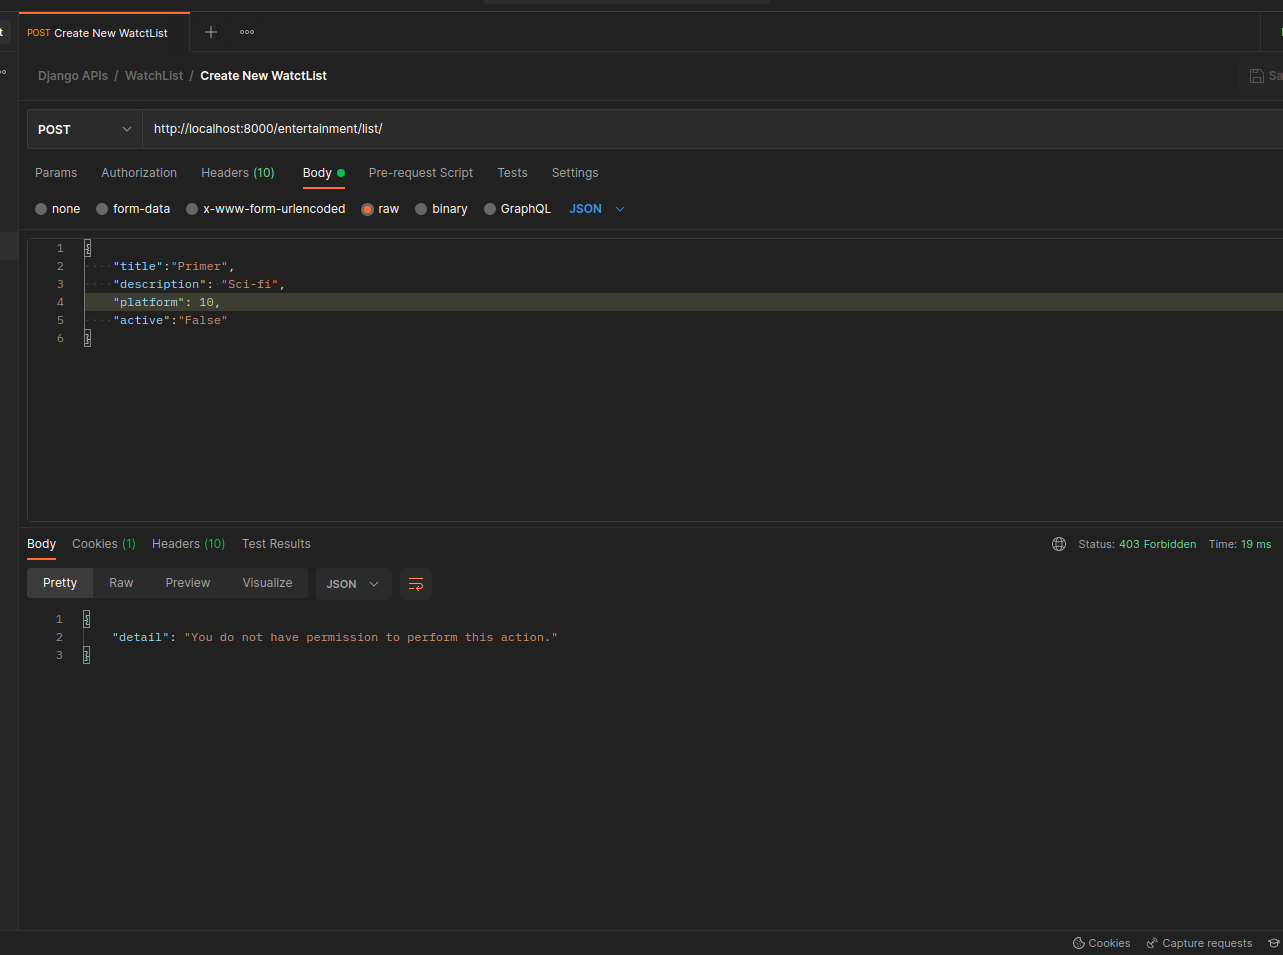 POST Create New WatctList
Django APIs / WatchList / Create New WatctList
POST http://localhost:8000/entertainment/list/
Params Authorization Headers (10) Body Pre-request Script Tests Settings
none form-data x-www-form-urlencoded raw binary GraphQL JSON
1 {
2 "title":"Primer",
3 "description": "Sci-fi",
4 "platform": 10,
5 "active":"False"
6 }
Body Cookies (1) Headers (10) Test Results Status: 403 Forbidden Time: 19 ms
Pretty Raw Preview Visualize JSON
1 {
2 "detail": "You do not have permission to perform this action."
3 }
Cookies Capture requests